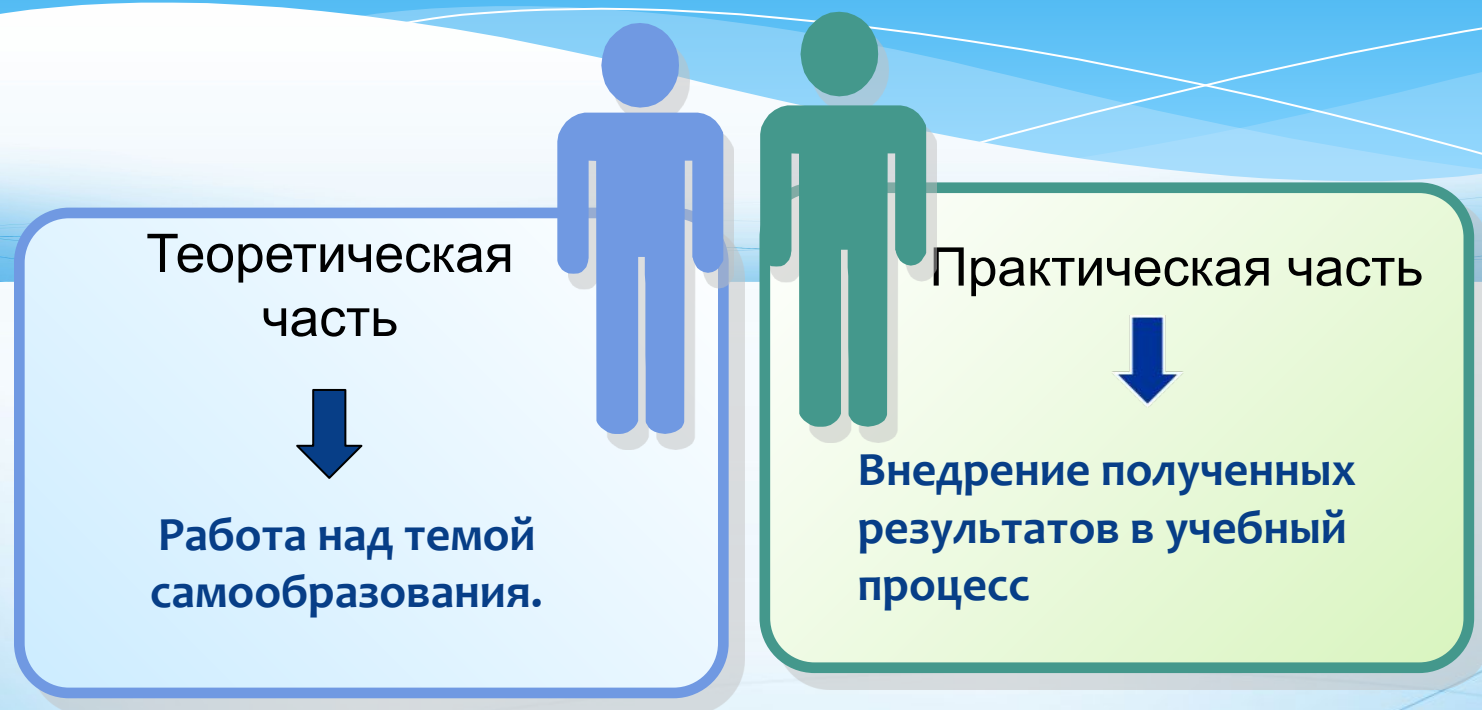 Теоретическая
часть
Работа над темой
самообразования.
Практическая часть
Внедрение полученных
результатов в учебный
процесс